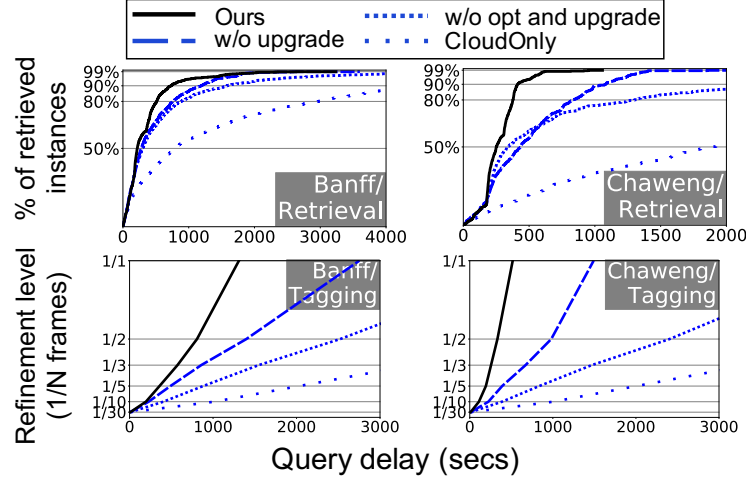 Ours
w/o opt and upgrade
w/o upgrade
CloudOnly
% of retrieved
instances
99%
90%
80%
50%
Banff/
Retrieval
0
1000
2000
3000
4000
99%
90%
80%
50%
Chaweng/
Retrieval
0
500
1000
1500
2000
Refinement level
(1/N frames)
1/1
1/2
1/3
1/5
1/10
1/30
Banff/
Tagging
0
1000
2000
3000
1/1
1/2
1/3
1/5
1/10
1/30
Chaweng/
Tagging
0
1000
2000
3000
Query delay (secs)